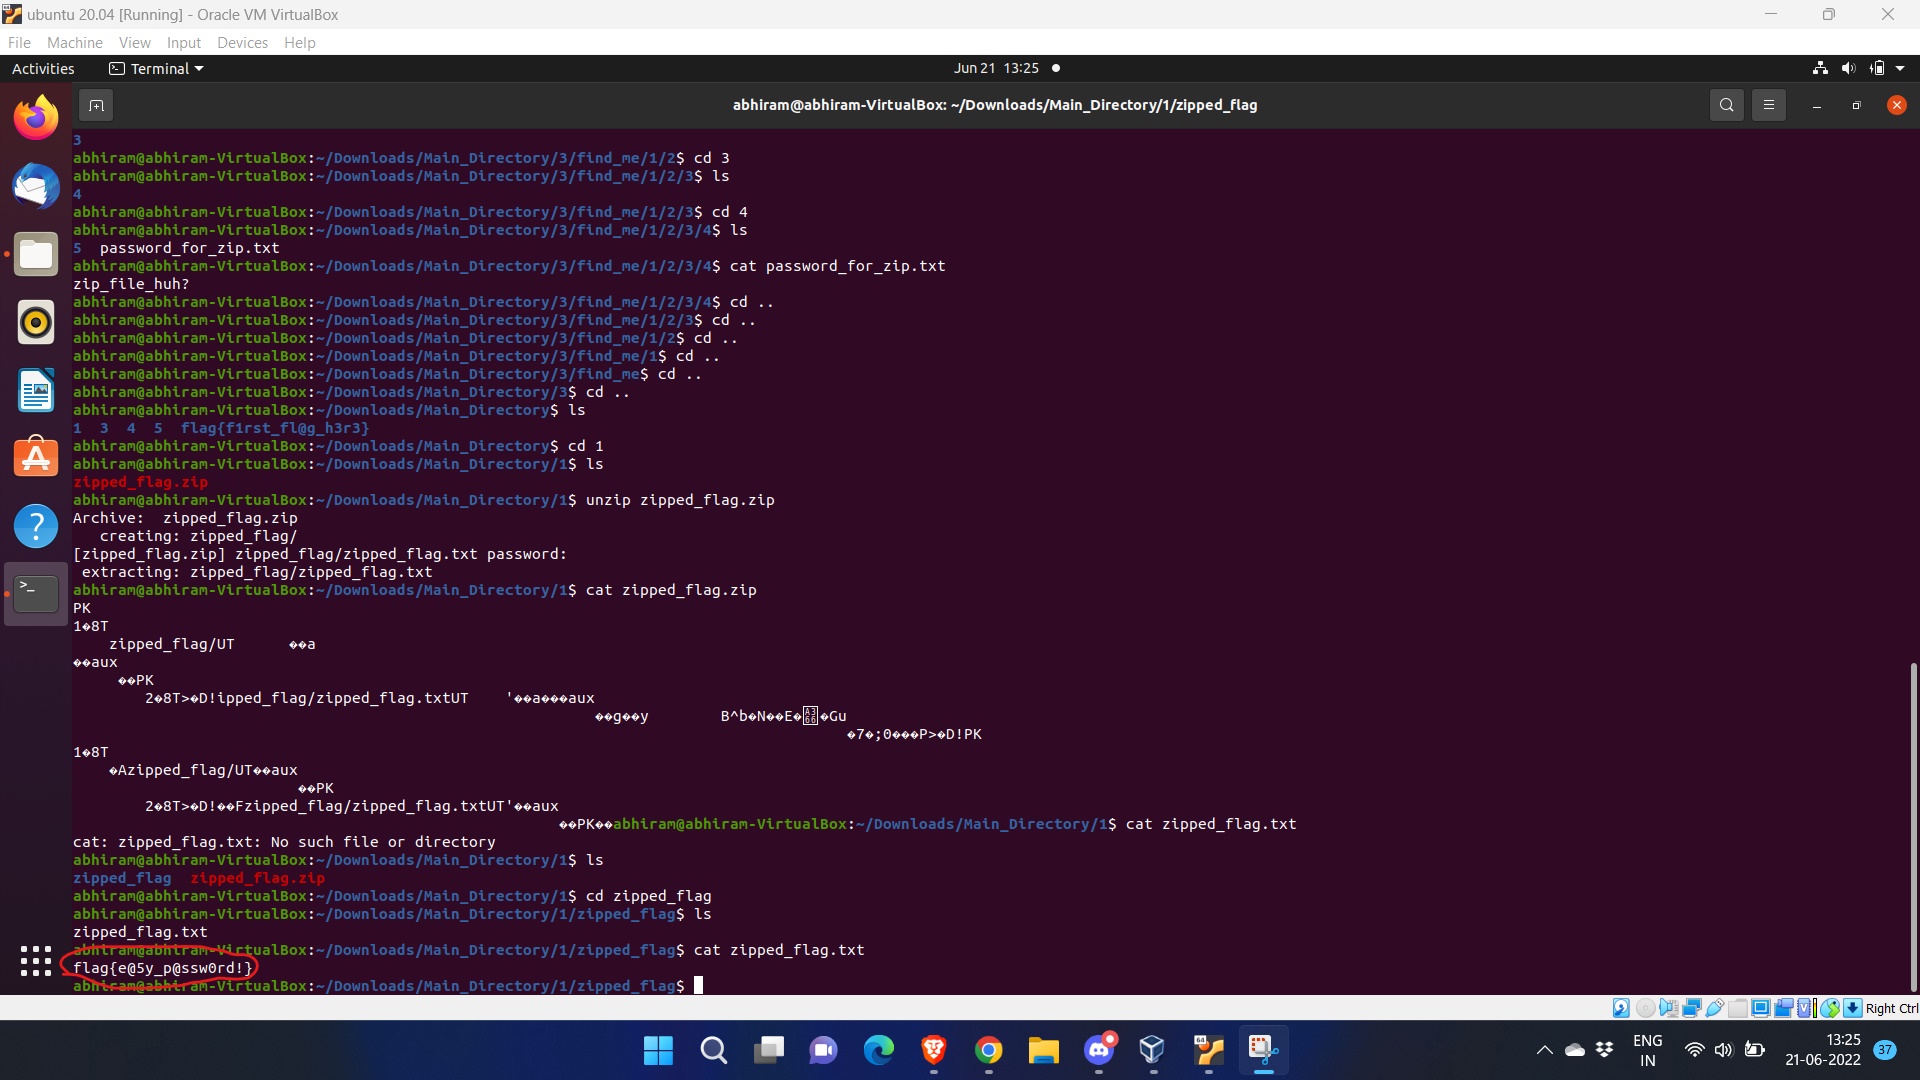 ubuntu 20.04 [Running] - Oracle VM VirtualBox
File Machine View Input Devices Help
Activities Terminal Jun 21 13:25
abhiram@abhiram-VirtualBox: ~/Downloads/Main_Directory/1/zipped_flag
3
abhiram@abhiram-VirtualBox:~/Downloads/Main_Directory/3/find_me/1/2$ cd 3
abhiram@abhiram-VirtualBox:~/Downloads/Main_Directory/3/find_me/1/2/3$ ls
4
abhiram@abhiram-VirtualBox:~/Downloads/Main_Directory/3/find_me/1/2/3$ cd 4
abhiram@abhiram-VirtualBox:~/Downloads/Main_Directory/3/find_me/1/2/3/4$ ls
5  password_for_zip.txt
abhiram@abhiram-VirtualBox:~/Downloads/Main_Directory/3/find_me/1/2/3/4$ cat password_for_zip.txt
zip_file_huh?
abhiram@abhiram-VirtualBox:~/Downloads/Main_Directory/3/find_me/1/2/3/4$ cd ..
abhiram@abhiram-VirtualBox:~/Downloads/Main_Directory/3/find_me/1/2/3$ cd ..
abhiram@abhiram-VirtualBox:~/Downloads/Main_Directory/3/find_me/1/2$ cd ..
abhiram@abhiram-VirtualBox:~/Downloads/Main_Directory/3/find_me/1$ cd ..
abhiram@abhiram-VirtualBox:~/Downloads/Main_Directory/3/find_me$ cd ..
abhiram@abhiram-VirtualBox:~/Downloads/Main_Directory/3$ cd ..
abhiram@abhiram-VirtualBox:~/Downloads/Main_Directory$ ls
1  3  4  5  flag{f1rst_fl@g_h3r3}
abhiram@abhiram-VirtualBox:~/Downloads/Main_Directory$ cd 1
abhiram@abhiram-VirtualBox:~/Downloads/Main_Directory/1$ ls
zipped_flag.zip
abhiram@abhiram-VirtualBox:~/Downloads/Main_Directory/1$ unzip zipped_flag.zip
Archive:  zipped_flag.zip
   creating: zipped_flag/
[zipped_flag.zip] zipped_flag/zipped_flag.txt password:
 extracting: zipped_flag/zipped_flag.txt
abhiram@abhiram-VirtualBox:~/Downloads/Main_Directory/1$ cat zipped_flag.zip
PK
1�8T
    zipped_flag/UT      ��a
��aux
     ��PK
        2�8T>�D!ipped_flag/zipped_flag.txtUT    '��a���aux
                                                          ��g��y        B^b�N��E��Gu
                                                                                      �7�;0���P>�D!PK
1�8T
    �Azipped_flag/UT��aux
                         ��PK
        2�8T>�D!��Fzipped_flag/zipped_flag.txtUT'��aux
                                                      ��PK��abhiram@abhiram-VirtualBox:~/Downloads/Main_Directory/1$ cat zipped_flag.txt
cat: zipped_flag.txt: No such file or directory
abhiram@abhiram-VirtualBox:~/Downloads/Main_Directory/1$ ls
zipped_flag  zipped_flag.zip
abhiram@abhiram-VirtualBox:~/Downloads/Main_Directory/1$ cd zipped_flag
abhiram@abhiram-VirtualBox:~/Downloads/Main_Directory/1/zipped_flag$ ls
zipped_flag.txt
abhiram@abhiram-VirtualBox:~/Downloads/Main_Directory/1/zipped_flag$ cat zipped_flag.txt
flag{e@5y_p@ssw0rd!}
abhiram@abhiram-VirtualBox:~/Downloads/Main_Directory/1/zipped_flag$
Right Ctrl
ENG
IN
13:25
21-06-2022
37